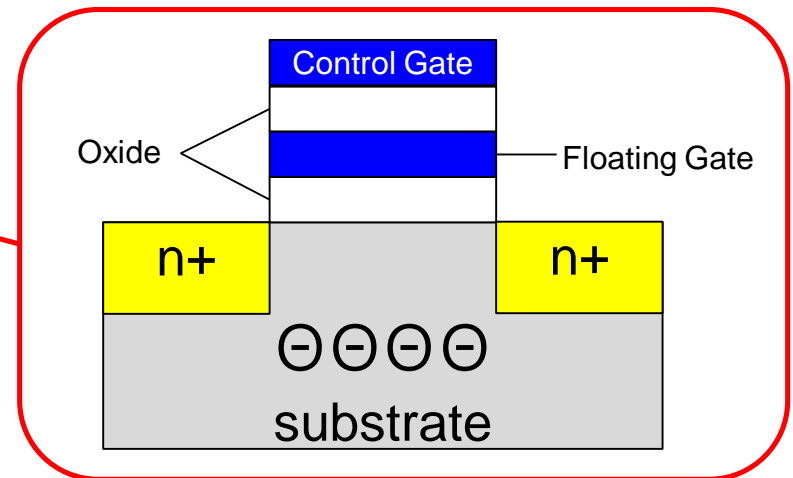 Control Gate
Oxide
Floating Gate
n+
n+
ΘΘΘΘ
substrate